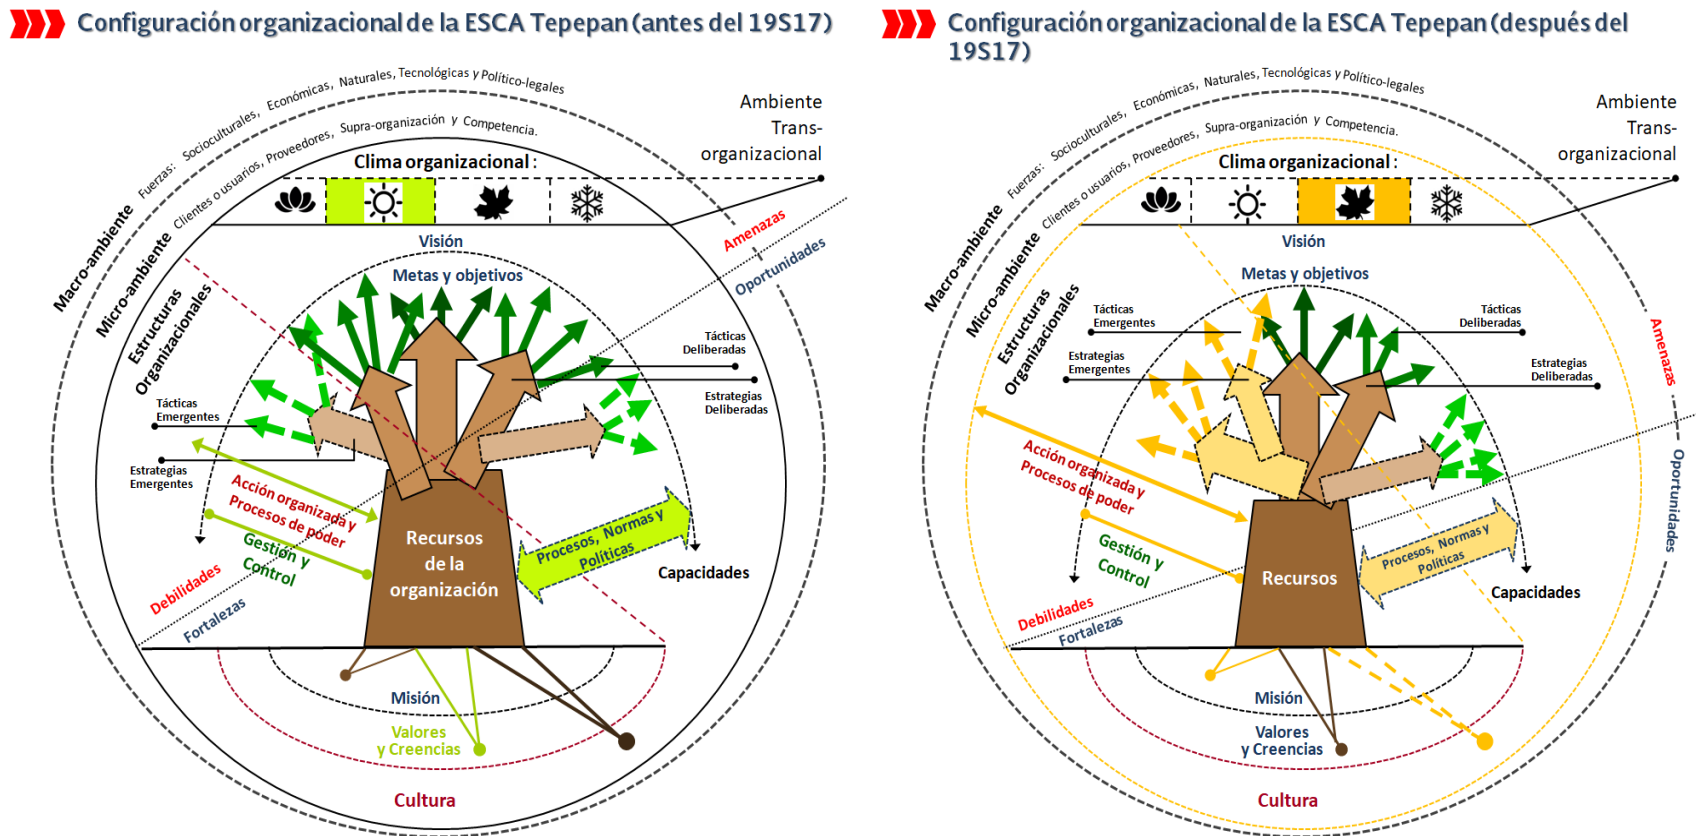 Configuración organizacional de la ESCA Tepepan (antes del 19S17)
Fuerzas: Socioculturales, Económicas, Naturales, Tecnológicas y Político-legales
Clientes o usuarios, Proveedores, Supra-organización y Competencia.
Macro-ambiente
Micro-ambiente
Estructuras
Organizacionales
Ambiente
Trans-
organizacional
Clima organizacional :
Amenazas
Oportunidades
Visión
Metas y objetivos
Tácticas
Deliberadas
Estrategias
Deliberadas
Tácticas
Emergentes
Estrategias
Emergentes
Acción organizada y
Procesos de poder
Gestión y
Control
Debilidades
Fortalezas
Recursos
de la
organización
Procesos, Normas y
Políticas
Capacidades
Misión
Valores
y Creencias
Cultura
Configuración organizacional de la ESCA Tepepan (después del
19S17)
Fuerzas: Socioculturales, Económicas, Naturales, Tecnológicas y Político-legales
Clientes o usuarios, Proveedores, Supra-organización y Competencia.
Macro-ambiente
Micro-ambiente
Estructuras
Organizacionales
Ambiente
Trans-
organizacional
Clima organizacional :
Visión
Metas y objetivos
Tácticas
Emergentes
Estrategias
Emergentes
Tácticas
Deliberadas
Estrategias
Deliberadas
Amenazas
Oportunidades
Acción organizada y
Procesos de poder
Gestión y
Control
Debilidades
Fortalezas
Recursos
Procesos, Normas y
Políticas
Capacidades
Misión
Valores
y Creencias
Cultura